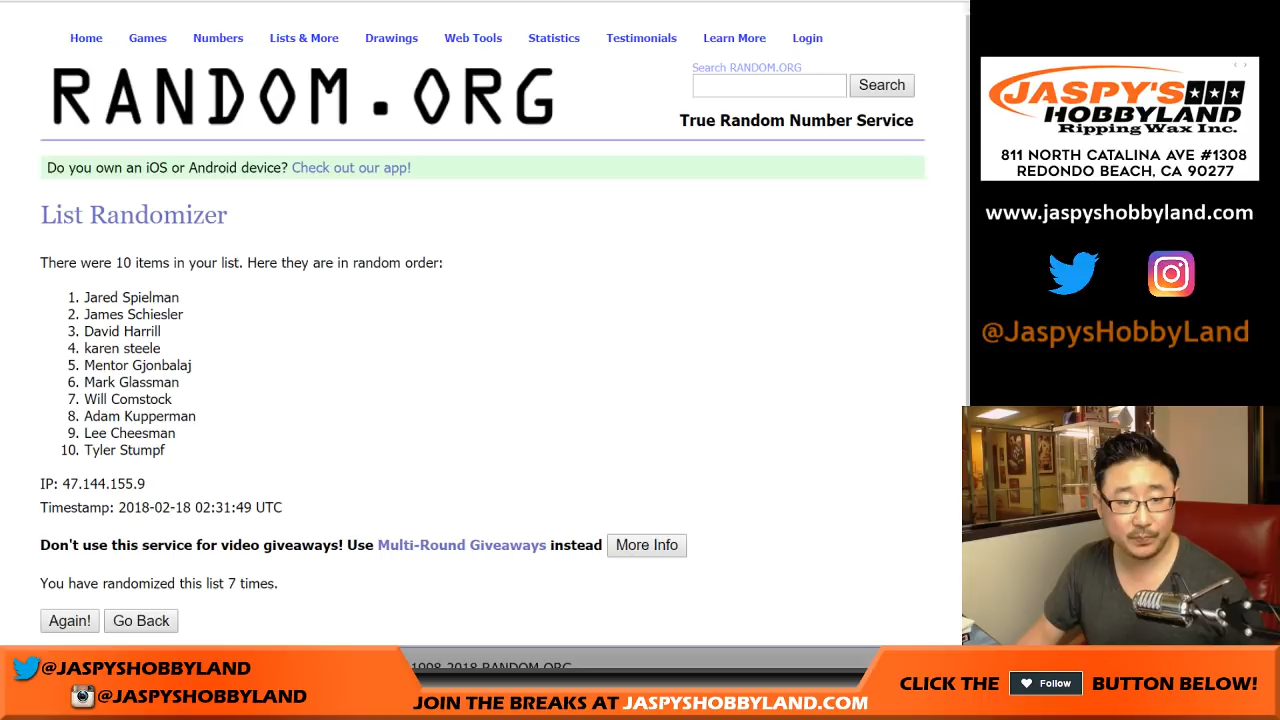 Home Games Numbers Lists & More Drawings Web Tools Statistics Testimonials Learn More Login
RANDOM.ORG
Search RANDOM.ORG
Search
True Random Number Service
Do you own an iOS or Android device? Check out our app!
List Randomizer
There were 10 items in your list. Here they are in random order:
1. Jared Spielman
2. James Schiesler
3. David Harrill
4. karen steele
5. Mentor Gjonbalaj
6. Mark Glassman
7. Will Comstock
8. Adam Kupperman
9. Lee Cheesman
10. Tyler Stumpf
IP: 47.144.155.9
Timestamp: 2018-02-18 02:31:49 UTC
Don't use this service for video giveaways! Use Multi-Round Giveaways instead More Info
You have randomized this list 7 times.
Again! Go Back
1998-2018 RANDOM.ORG
JASPY'S
HOBBYLAND
Ripping Wax Inc.
811 NORTH CATALINA AVE #1308
REDONDO BEACH, CA 90277
www.jaspyshobbyland.com
@JaspysHobbyLand
@JASPYSHOBBYLAND
@JASPYSHOBBYLAND
JOIN THE BREAKS AT JASPYSHOBBYLAND.COM
CLICK THE Follow BUTTON BELOW!